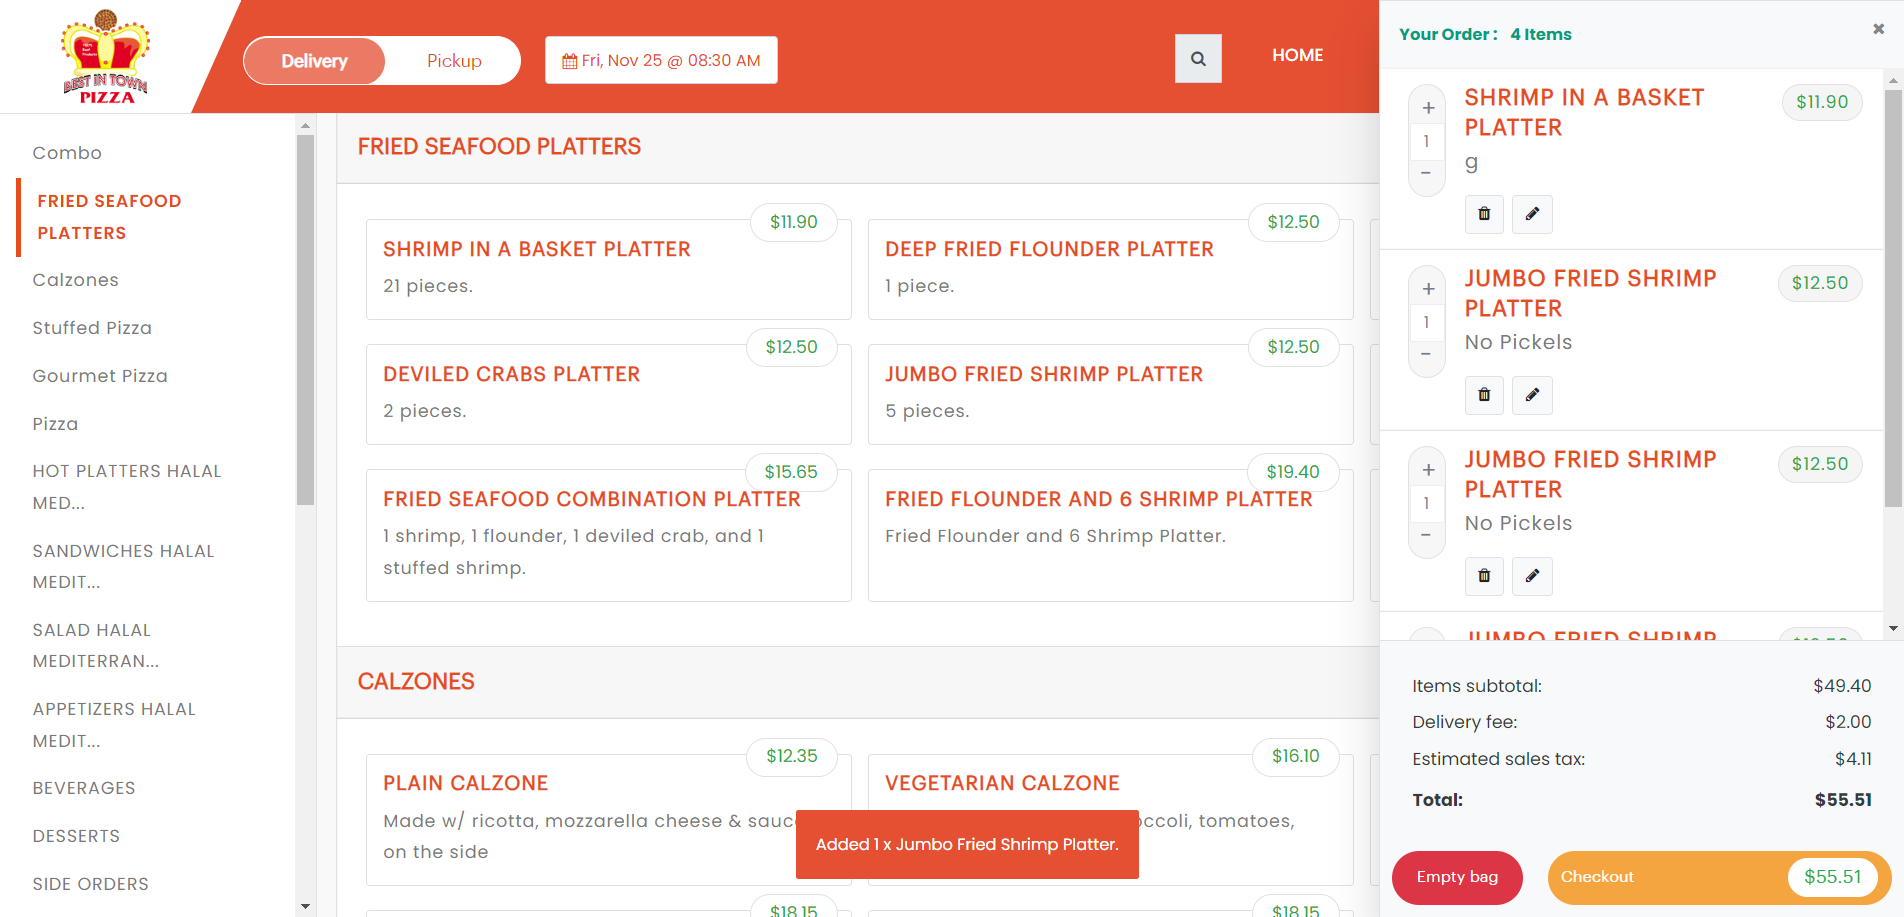 BEST IN TOWN
PIZZA
Delivery
Pickup
Fri, Nov 25 @ 08:30 AM
HOME
Combo
FRIED SEAFOOD
PLATTERS
Calzones
Stuffed Pizza
Gourmet Pizza
Pizza
HOT PLATTERS HALAL
MED...
SANDWICHES HALAL
MEDIT...
SALAD HALAL
MEDITERRAN...
APPETIZERS HALAL
MEDIT...
BEVERAGES
DESSERTS
SIDE ORDERS
FRIED SEAFOOD PLATTERS
$11.90
SHRIMP IN A BASKET PLATTER
21 pieces.
$12.50
DEEP FRIED FLOUNDER PLATTER
1 piece.
$12.50
DEVILED CRABS PLATTER
2 pieces.
$12.50
JUMBO FRIED SHRIMP PLATTER
5 pieces.
$15.65
FRIED SEAFOOD COMBINATION PLATTER
1 shrimp, 1 flounder, 1 deviled crab, and 1
stuffed shrimp.
$19.40
FRIED FLOUNDER AND 6 SHRIMP PLATTER
Fried Flounder and 6 Shrimp Platter.
CALZONES
$12.35
PLAIN CALZONE
Made w/ ricotta, mozzarella cheese & sauc
on the side
$16.10
VEGETARIAN CALZONE
occoli, tomatoes,
Added 1 x Jumbo Fried Shrimp Platter.
$18.15
$18.15
Your Order : 4 Items
+
1
−
SHRIMP IN A BASKET
PLATTER
$11.90
g
+
1
−
JUMBO FRIED SHRIMP
PLATTER
$12.50
No Pickels
+
1
−
JUMBO FRIED SHRIMP
PLATTER
$12.50
No Pickels
JUMBO FRIED SHRIMP
Items subtotal: $49.40
Delivery fee: $2.00
Estimated sales tax: $4.11
Total: $55.51
Empty bag
Checkout $55.51